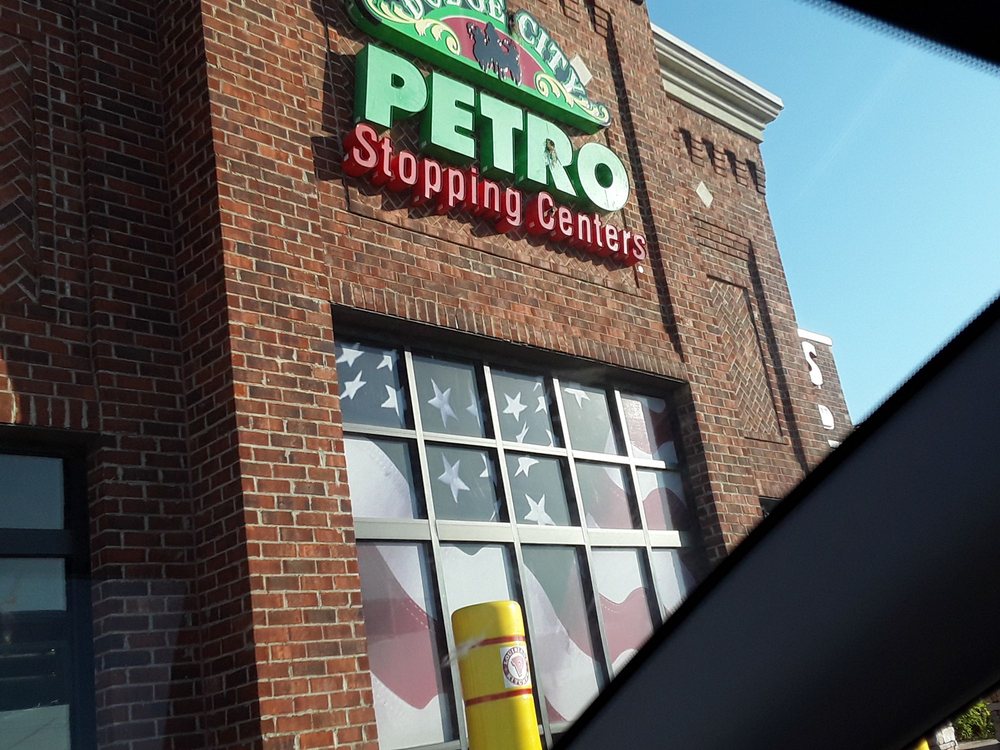 DODGE CITY
PETRO
Stopping Centers